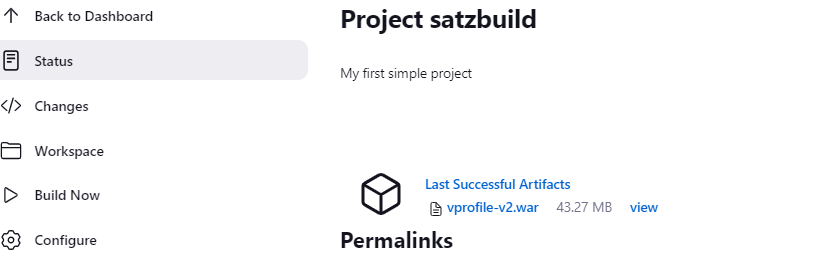 Back to Dashboard
Status
Changes
Workspace
Build Now
Configure
Project satzbuild
My first simple project
Last Successful Artifacts
vprofile-v2.war 43.27 MB view
Permalinks